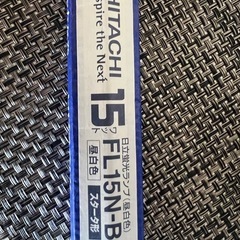 HITACHI
spire the Next
15ワット
日立蛍光ランプ(昼白色)
FL15N-B
昼白色
スタータ形